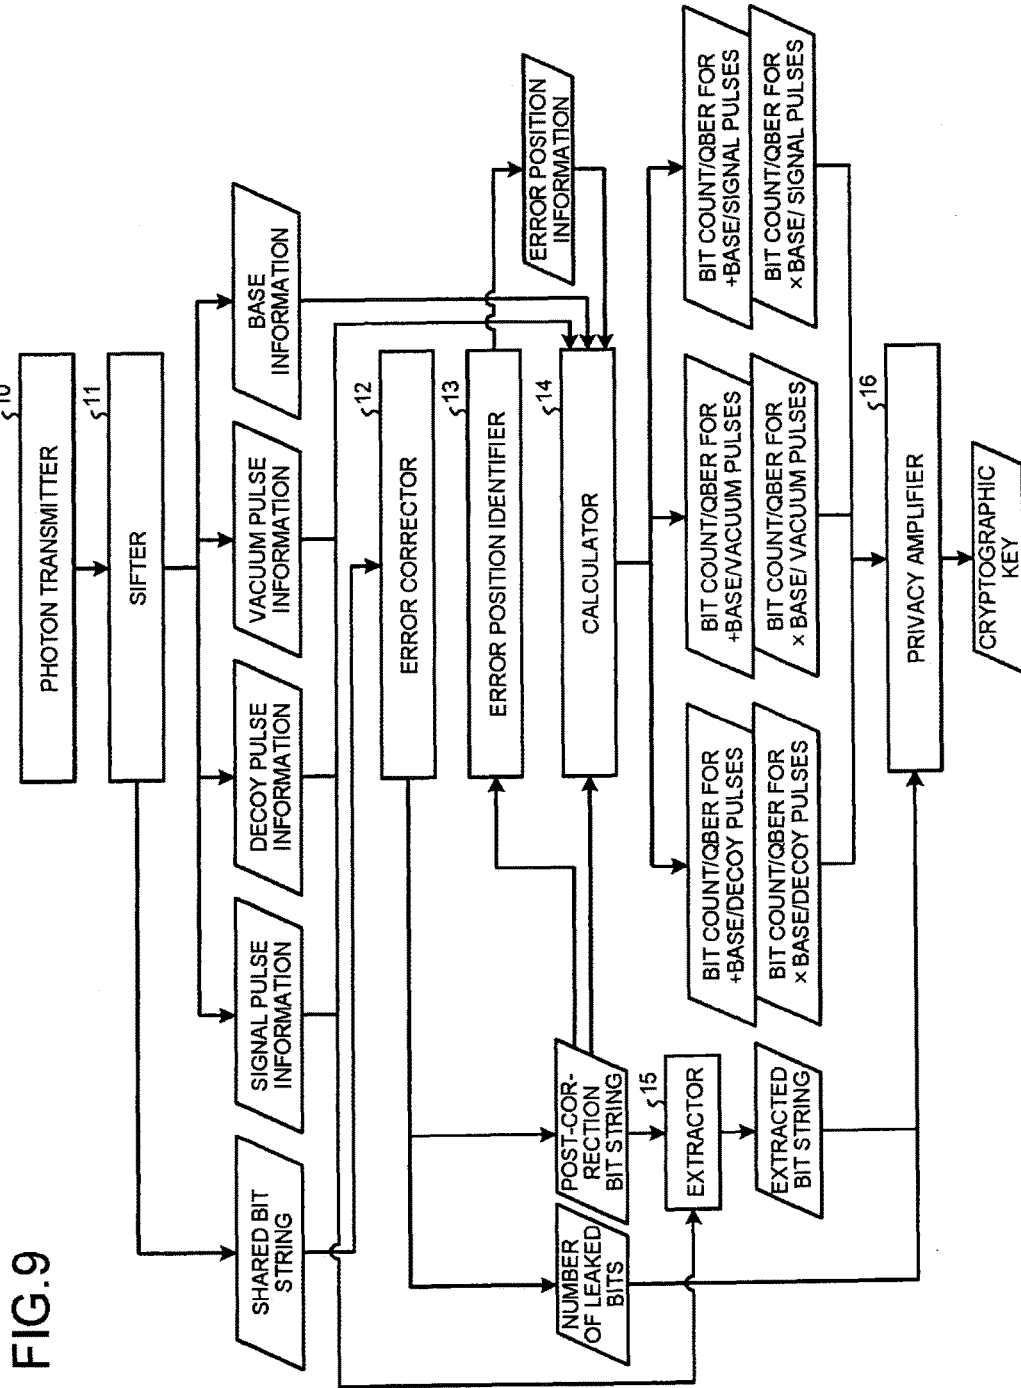 FIG.9
10
PHOTON TRANSMITTER
11
SIFTER
SHARED BIT
STRING
SIGNAL PULSE
INFORMATION
DECOY PULSE
INFORMATION
VACUUM PULSE
INFORMATION
BASE
INFORMATION
12
ERROR CORRECTOR
13
ERROR POSITION IDENTIFIER
ERROR POSITION
INFORMATION
14
CALCULATOR
NUMBER
OF LEAKED
BITS
POST-COR-
RECTION
BIT STRING
15
EXTRACTOR
EXTRACTED
BIT STRING
BIT COUNT/QBER FOR
+BASE/DECOY PULSES
BIT COUNT/QBER FOR
×BASE/DECOY PULSES
BIT COUNT/QBER FOR
+BASE/VACUUM PULSES
BIT COUNT/QBER FOR
× BASE/ VACUUM PULSES
BIT COUNT/QBER FOR
+BASE/SIGNAL PULSES
BIT COUNT/QBER FOR
× BASE/ SIGNAL PULSES
16
PRIVACY AMPLIFIER
CRYPTOGRAPHIC
KEY